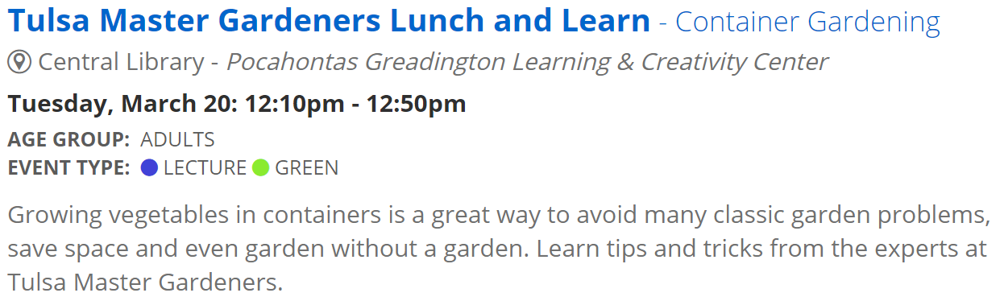 Tulsa Master Gardeners Lunch and Learn - Container Gardening
Central Library - Pocahontas Greadington Learning & Creativity Center
Tuesday, March 20: 12:10pm - 12:50pm
AGE GROUP: ADULTS
EVENT TYPE: LECTURE GREEN
Growing vegetables in containers is a great way to avoid many classic garden problems,
save space and even garden without a garden. Learn tips and tricks from the experts at
Tulsa Master Gardeners.